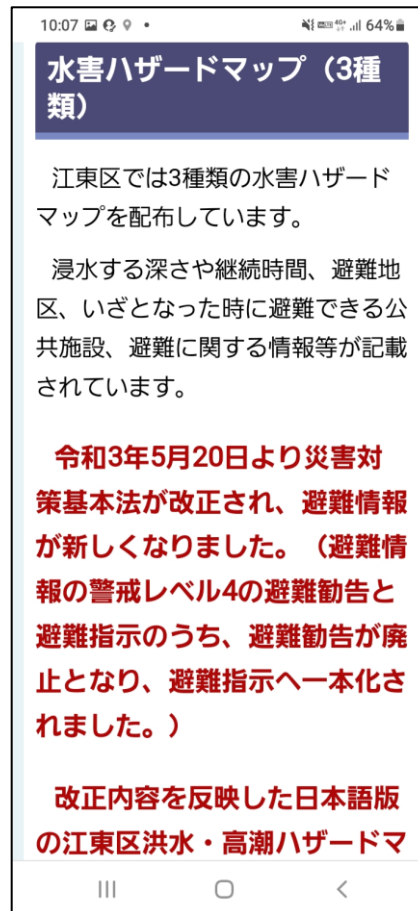 10:07
4G+
64%
水害ハザードマップ（3種
類）
江東区では3種類の水害ハザード
マップを配布しています。
浸水する深さや継続時間、避難地
区、いざとなった時に避難できる公
共施設、避難に関する情報等が記載
されています。
令和3年5月20日より災害対
策基本法が改正され、避難情報
が新しくなりました。（避難情
報の警戒レベル4の避難勧告と
避難指示のうち、避難勧告が廃
止となり、避難指示へ一本化さ
れました。）
改正内容を反映した日本語版
の江東区洪水・高潮ハザードマ